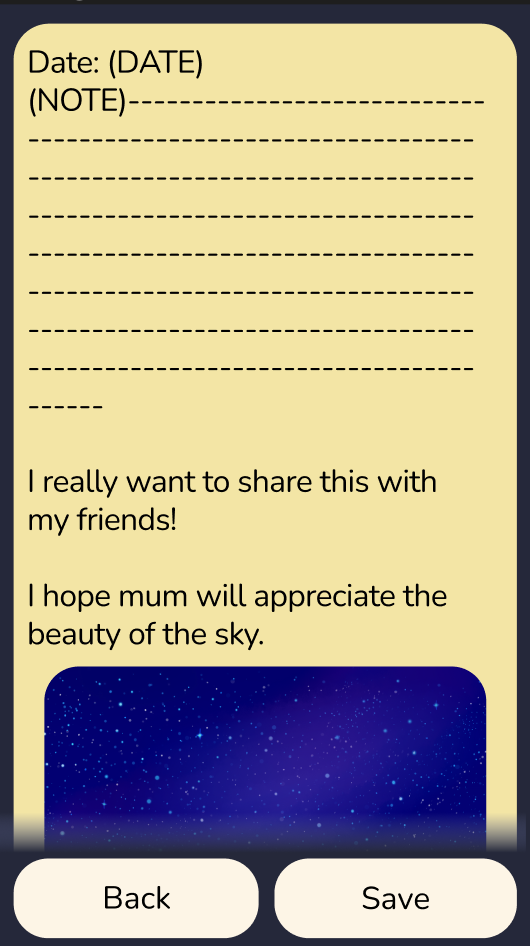 Date: (DATE)
(NOTE)----------------------------
-----------------------------------
-----------------------------------
-----------------------------------
-----------------------------------
-----------------------------------
-----------------------------------
-----------------------------------
------
I really want to share this with
my friends!
I hope mum will appreciate the
beauty of the sky.
Back
Save